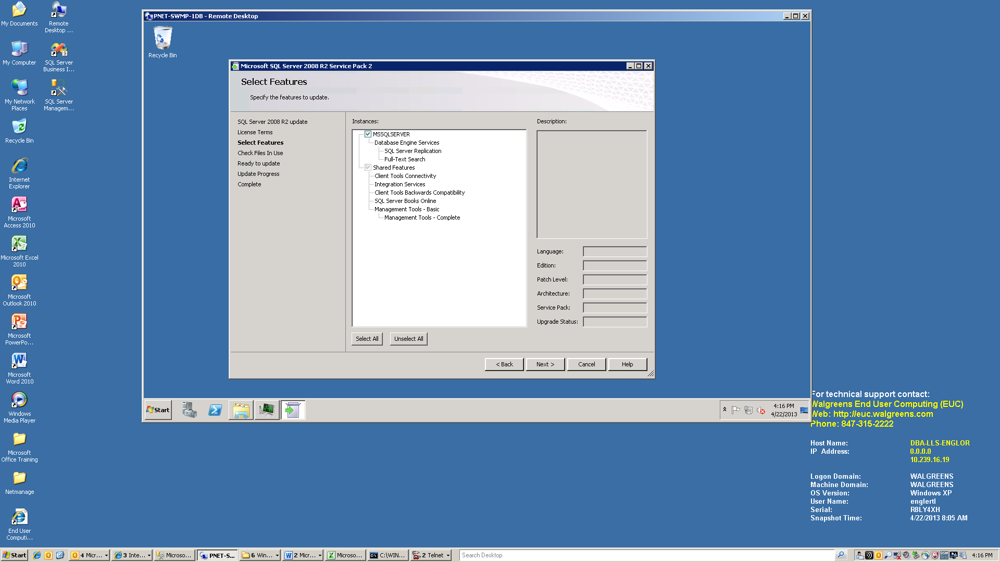 My Documents
Remote
Desktop ...
My Computer
SQL Server
Business I...
My Network
Places
SQL Server
Managem...
Recycle Bin
Internet
Explorer
Microsoft
Access 2010
Microsoft Excel
2010
Microsoft
Outlook 2010
Microsoft
PowerPo...
Microsoft
Word 2010
Windows
Media Player
Microsoft
Office Training
Netmanage
End User
Computi...
PNET-SWMP-1DB - Remote Desktop
Recycle Bin
Microsoft SQL Server 2008 R2 Service Pack 2
Select Features
Specify the features to update.
SQL Server 2008 R2 update
License Terms
Select Features
Check Files In Use
Ready to update
Update Progress
Complete
Instances:
MSSQLSERVER
Database Engine Services
SQL Server Replication
Full-Text Search
Shared Features
Client Tools Connectivity
Integration Services
Client Tools Backwards Compatibility
SQL Server Books Online
Management Tools - Basic
Management Tools - Complete
Select All
Unselect All
Description:
Language:
Edition:
Patch Level:
Architecture:
Service Pack:
Upgrade Status:
< Back
Next >
Cancel
Help
Start
4:16 PM
4/22/2013
For technical support contact:
Walgreens End User Computing (EUC)
Web: http://euc.walgreens.com
Phone: 847-315-2222
Host Name: DBA-LLS-ENGLOR
IP Address: 0.0.0.0
10.239.16.19
Logon Domain: WALGREENS
Machine Domain: WALGREENS
OS Version: Windows XP
User Name: englertl
Serial: R8LY4XH
Snapshot Time: 4/22/2013 8:05 AM
Start
4 Micr...
3 Inte...
Microso...
PNET-S...
6 Win...
2 Micr...
Microso...
C:\WIN...
2 Telnet
Search Desktop
4:16 PM